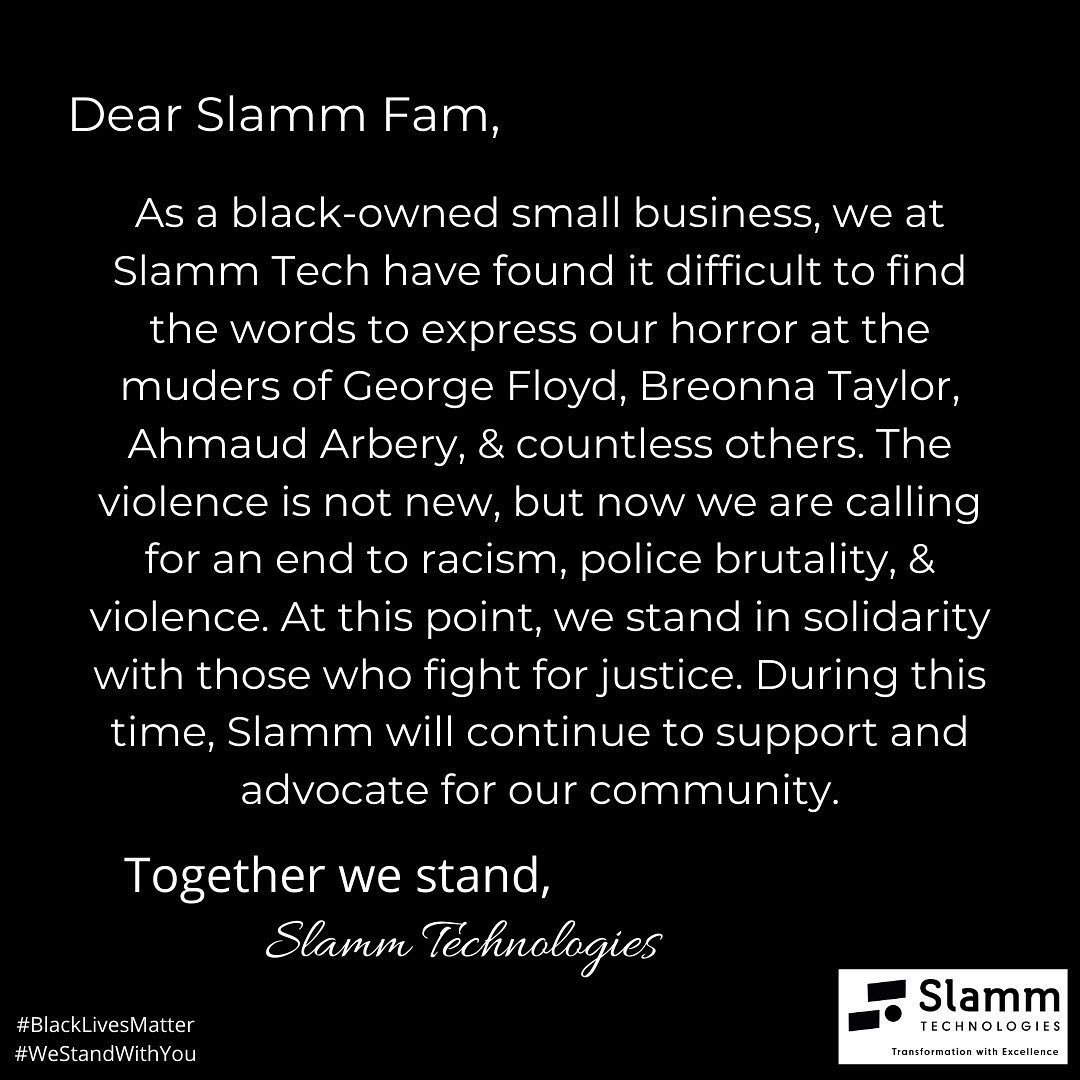 Dear Slamm Fam,
As a black-owned small business, we at
Slamm Tech have found it difficult to find
the words to express our horror at the
muders of George Floyd, Breonna Taylor,
Ahmaud Arbery, & countless others. The
violence is not new, but now we are calling
for an end to racism, police brutality, &
violence. At this point, we stand in solidarity
with those who fight for justice. During this
time, Slamm will continue to support and
advocate for our community.
Together we stand,
Slamm Technologies
#BlackLivesMatter
#WeStandWithYou
Slamm
TECHNOLOGIES
Transformation with Excellence